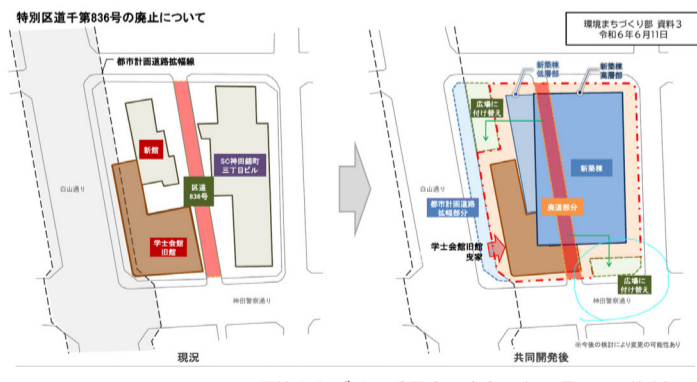 特別区道千第836号の廃止について
環境まちづくり部 資料3
令和6年6月11日
都市計画道路拡幅線
新館
SC神田錦町
三丁目ビル
白山通り
区道
836号
学士会館
旧館
神田警察通り
現況
新築棟
低層部
新築棟
高層部
広場に
付け替え
新築棟
白山通り
都市計画道路
拡幅部分
廃道部分
学士会館旧館
曳家
広場に
付け替え
神田警察通り
※今後の検討により変更の可能性あり
共同開発後